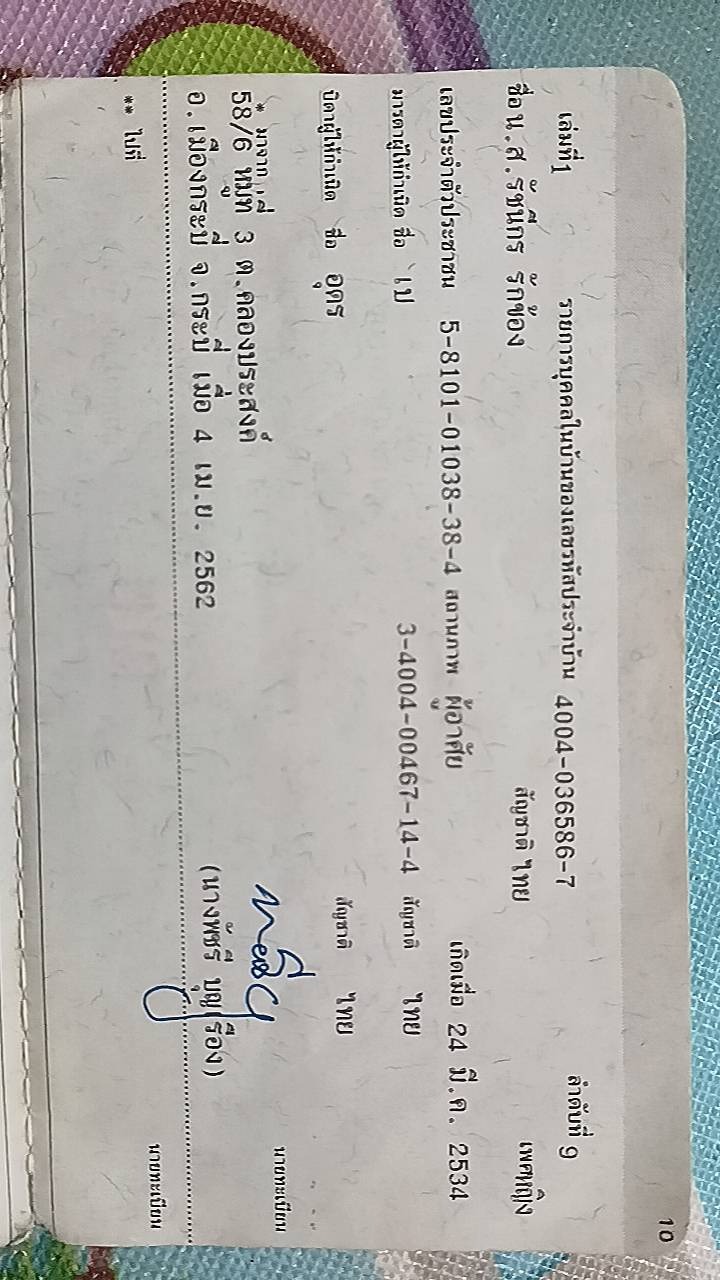 10
เล่มที่ 1 รายการบุคคลในบ้านของเลขรหัสประจำบ้าน 4004-036586-7 ลำดับที่ 9
ชื่อ น.ส.รัชนีกร รักข้อง สัญชาติ ไทย เพศหญิง
เลขประจำตัวประชาชน 5-8101-01038-38-4 สถานภาพ ผู้อาศัย เกิดเมื่อ 24 มี.ค. 2534
มารดาผู้ให้กำเนิด ชื่อ เป 3-4004-00467-14-4 สัญชาติ ไทย
บิดาผู้ให้กำเนิด ชื่อ อุดร สัญชาติ ไทย
* มาจาก
58/6 หมู่ที่ 3 ต.คลองประสงค์ นายทะเบียน
อ.เมืองกระบี่ จ.กระบี่ เมื่อ 4 เม.ย. 2562 (นางพัชรี บุญเรือง)
** ไปที่ นายทะเบียน